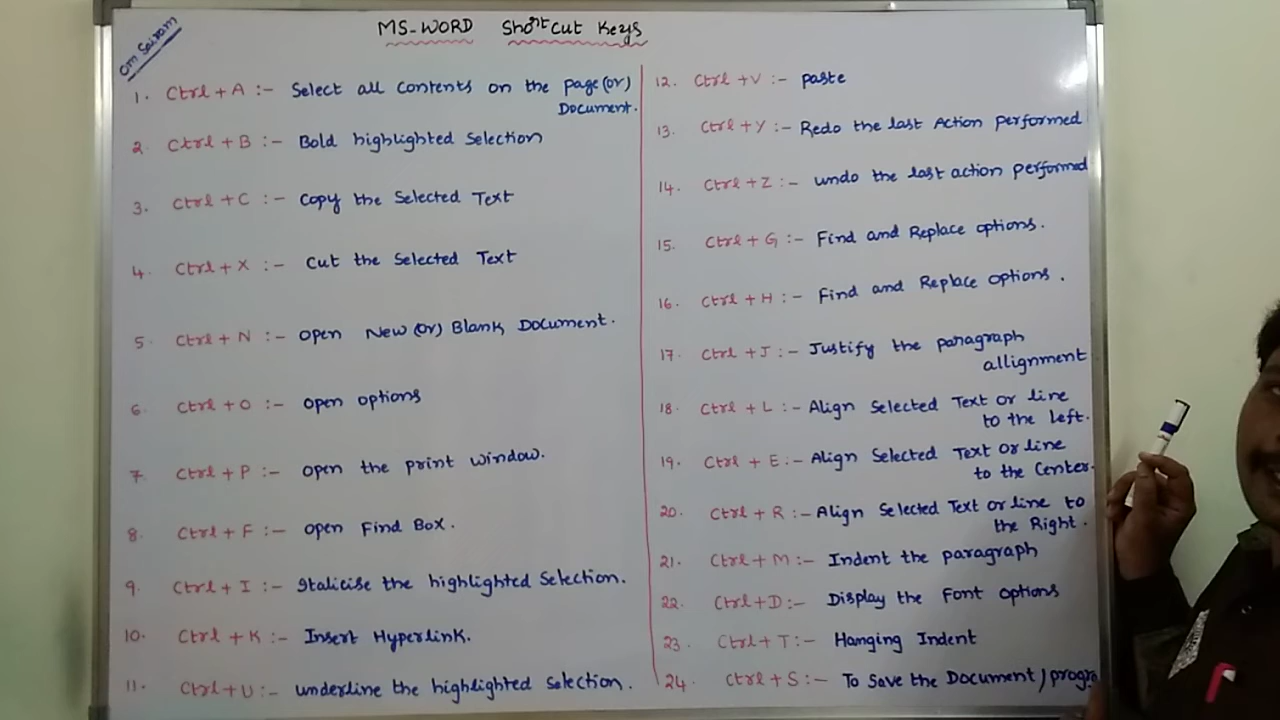 Om Sairam
MS-WORD Shortcut Keys
1. Ctrl + A :- Select all contents on the page (or)
Document.
2. Ctrl + B :- Bold highlighted Selection
3. Ctrl + C :- Copy the Selected Text
4. Ctrl + X :- Cut the Selected Text
5. Ctrl + N :- Open New (or) Blank Document.
6. Ctrl + O :- Open options
7. Ctrl + P :- Open the print window.
8. Ctrl + F :- Open Find Box.
9. Ctrl + I :- Italicise the highlighted Selection.
10. Ctrl + K :- Insert Hyperlink.
11. Ctrl + U :- underline the highlighted Selection.
12. Ctrl + V :- paste
13. Ctrl + Y :- Redo the last Action performed
14. Ctrl + Z :- undo the last action performed
15. Ctrl + G :- Find and Replace options.
16. Ctrl + H :- Find and Replace options.
17. Ctrl + J :- Justify the paragraph
allignment
18. Ctrl + L :- Align Selected Text or line
to the left.
19. Ctrl + E :- Align Selected Text or line
to the Center.
20. Ctrl + R :- Align Selected Text or line to
the Right.
21. Ctrl + M :- Indent the paragraph
22. Ctrl + D :- Display the Font options
23. Ctrl + T :- Hanging Indent
24. Ctrl + S :- To Save the Document / progra